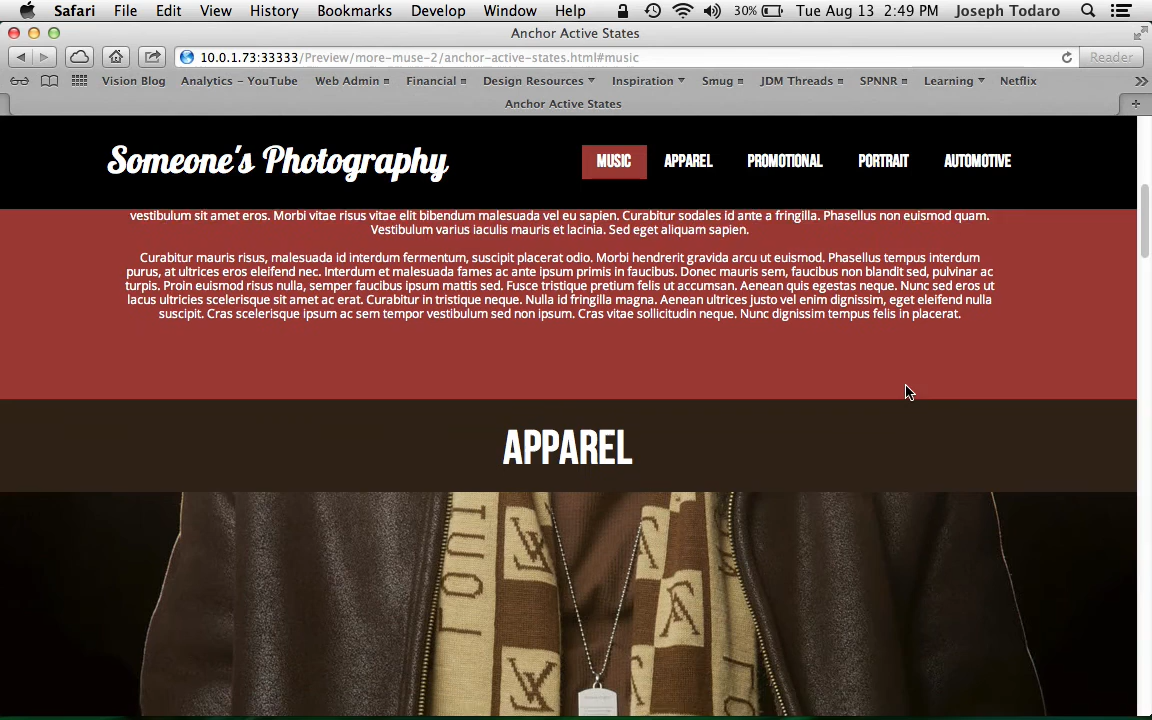 Safari File Edit View History Bookmarks Develop Window Help 30% Tue Aug 13 2:49 PM Joseph Todaro
Anchor Active States
10.0.1.73:33333/Preview/more-muse-2/anchor-active-states.html#music Reader
Vision Blog Analytics - YouTube Web Admin Financial Design Resources Inspiration Smug JDM Threads SPNNR Learning Netflix
Anchor Active States
Someone's Photography MUSIC APPAREL PROMOTIONAL PORTRAIT AUTOMOTIVE
vestibulum sit amet eros. Morbi vitae risus vitae elit bibendum malesuada vel eu sapien. Curabitur sodales id ante a fringilla. Phasellus non euismod quam.
Vestibulum varius iaculis mauris et lacinia. Sed eget aliquam sapien.
Curabitur mauris risus, malesuada id interdum fermentum, suscipit placerat odio. Morbi hendrerit gravida arcu ut euismod. Phasellus tempus interdum
purus, at ultrices eros eleifend nec. Interdum et malesuada fames ac ante ipsum primis in faucibus. Donec mauris sem, faucibus non blandit sed, pulvinar ac
turpis. Proin euismod risus nulla, semper faucibus ipsum mattis sed. Fusce tristique pretium felis ut accumsan. Aenean quis egestas neque. Nunc sed eros ut
lacus ultricies scelerisque sit amet ac erat. Curabitur in tristique neque. Nulla id fringilla magna. Aenean ultrices justo vel enim dignissim, eget eleifend nulla
suscipit. Cras scelerisque ipsum ac sem tempor vestibulum sed non ipsum. Cras vitae sollicitudin neque. Nunc dignissim tempus felis in placerat.
APPAREL